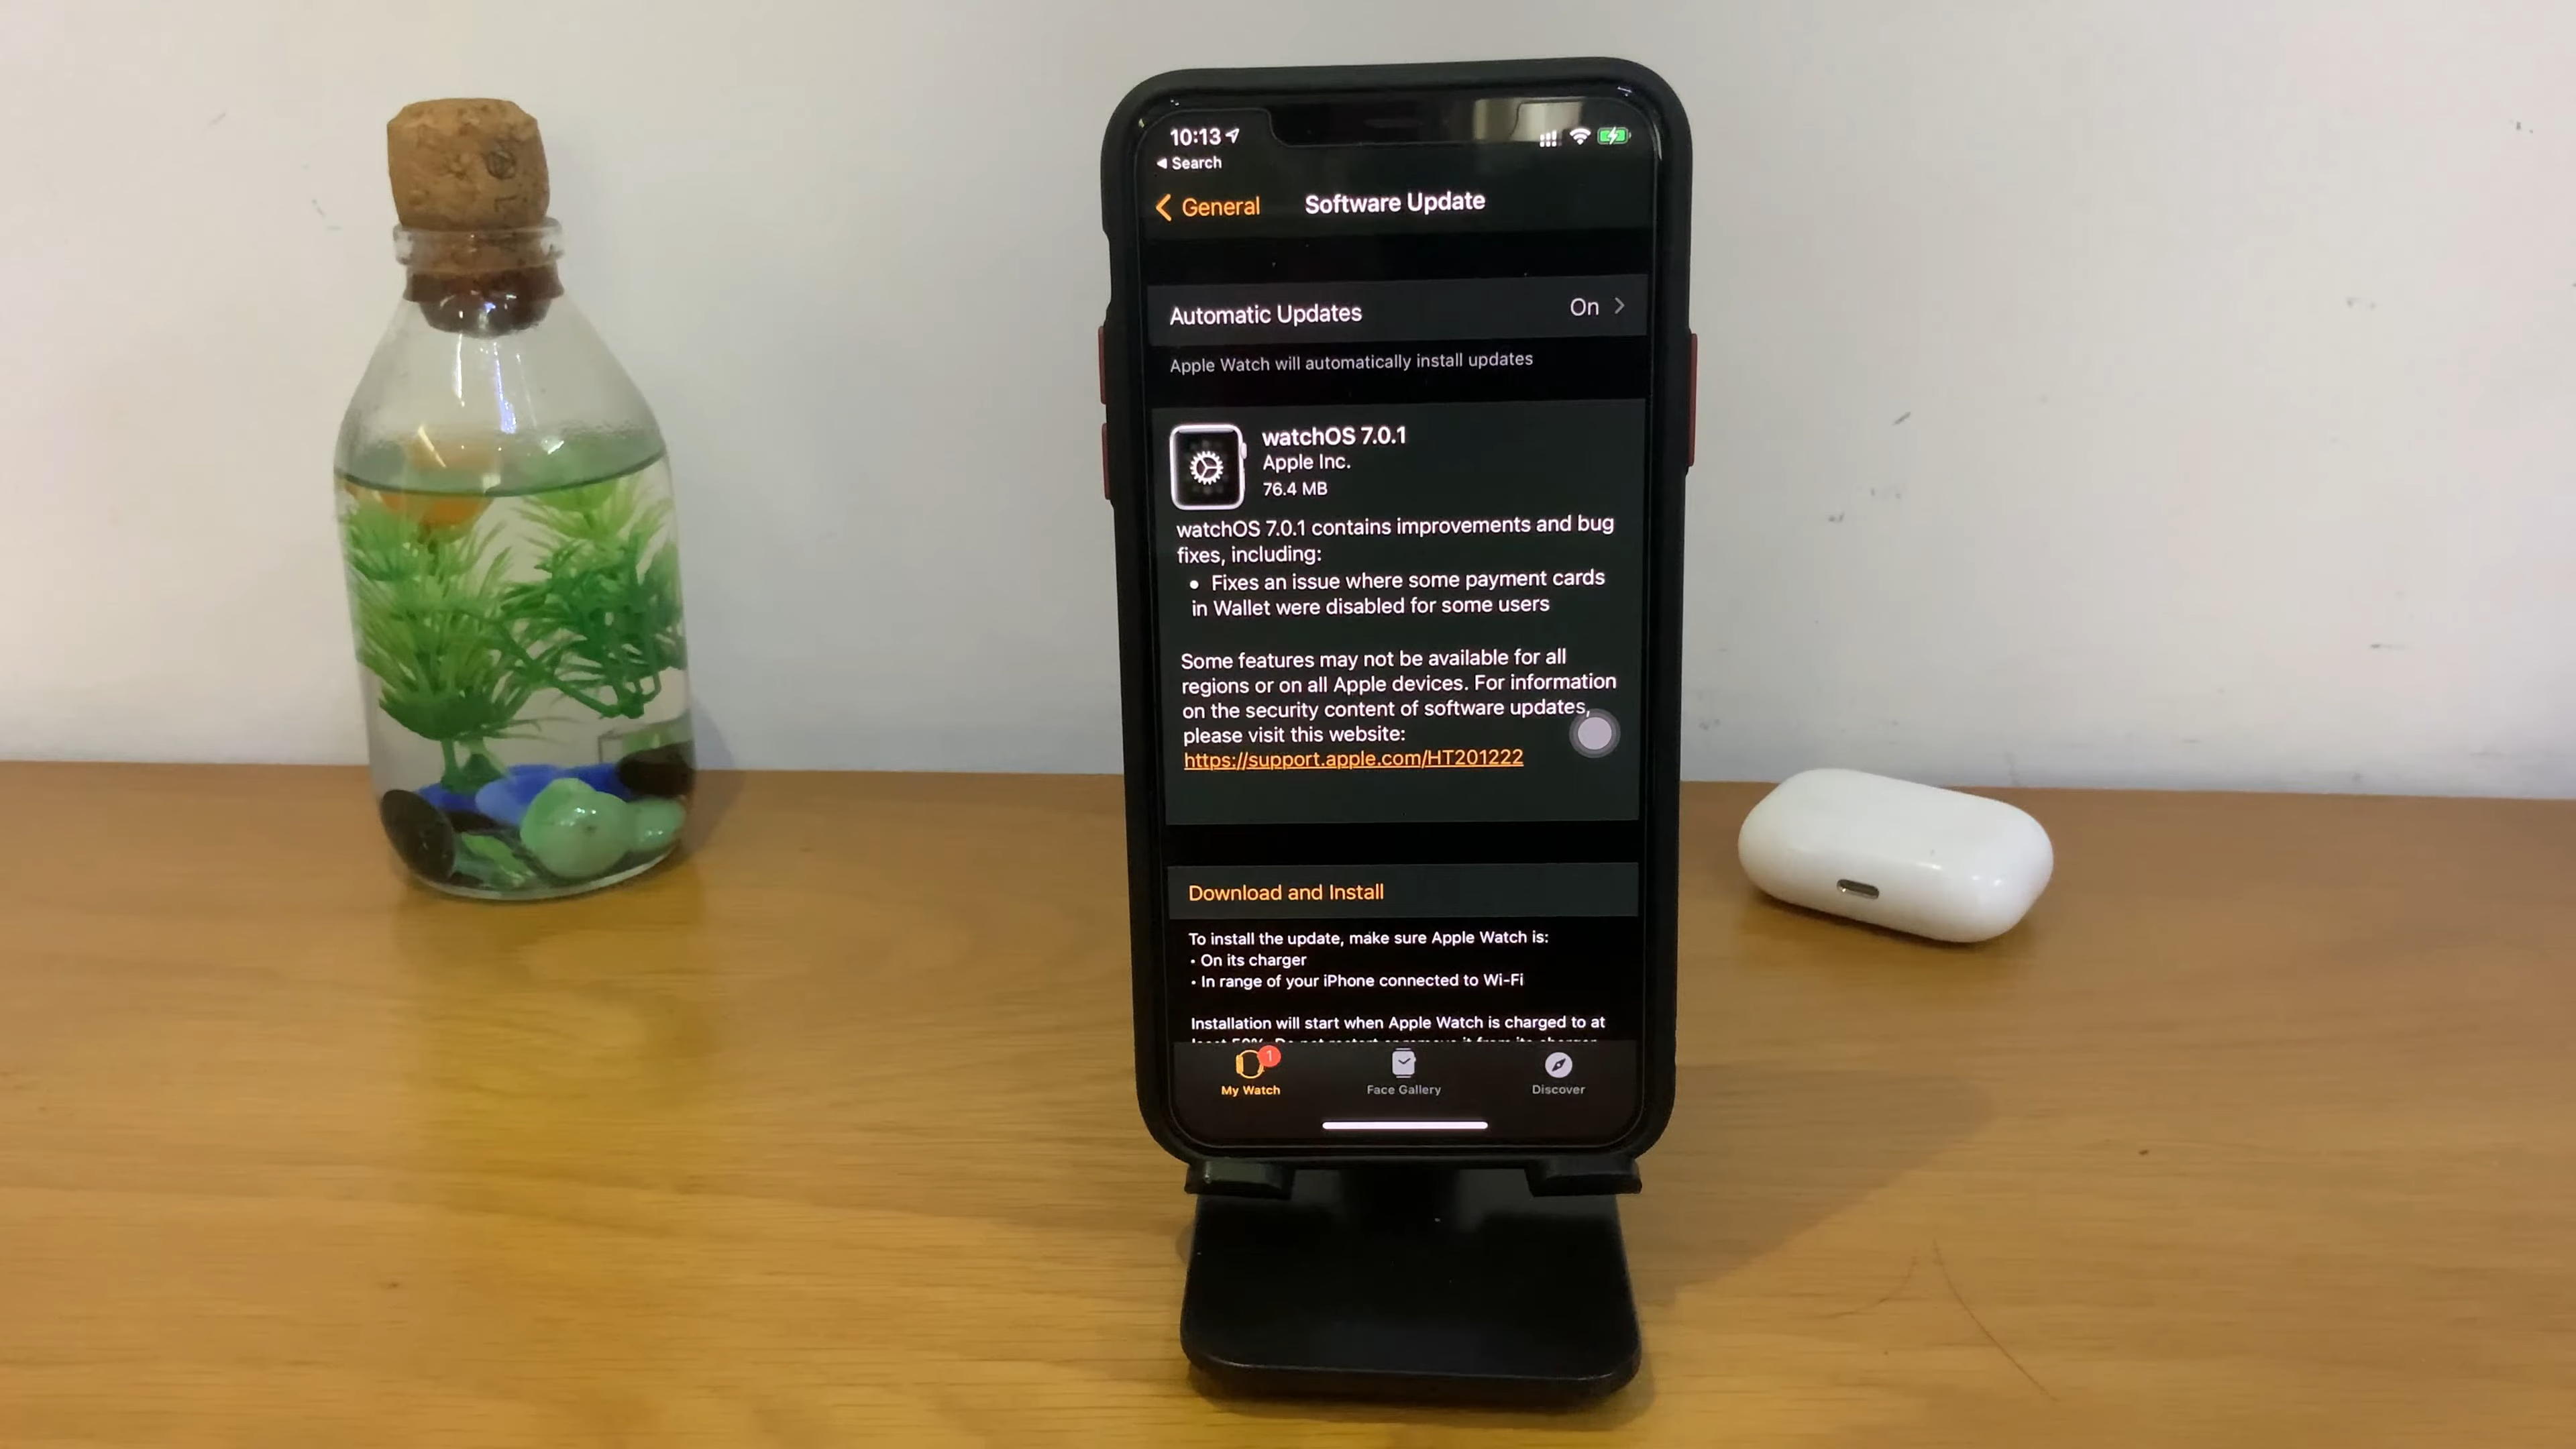 10:13
Search
General
Software Update
Automatic Updates
On
Apple Watch will automatically install updates
watchOS 7.0.1
Apple Inc.
76.4 MB
watchOS 7.0.1 contains improvements and bug
fixes, including:
• Fixes an issue where some payment cards
in Wallet were disabled for some users
Some features may not be available for all
regions or on all Apple devices. For information
on the security content of software updates,
please visit this website:
https://support.apple.com/HT201222
Download and Install
To install the update, make sure Apple Watch is:
• On its charger
• In range of your iPhone connected to Wi-Fi
Installation will start when Apple Watch is charged to at
1
My Watch
Face Gallery
Discover